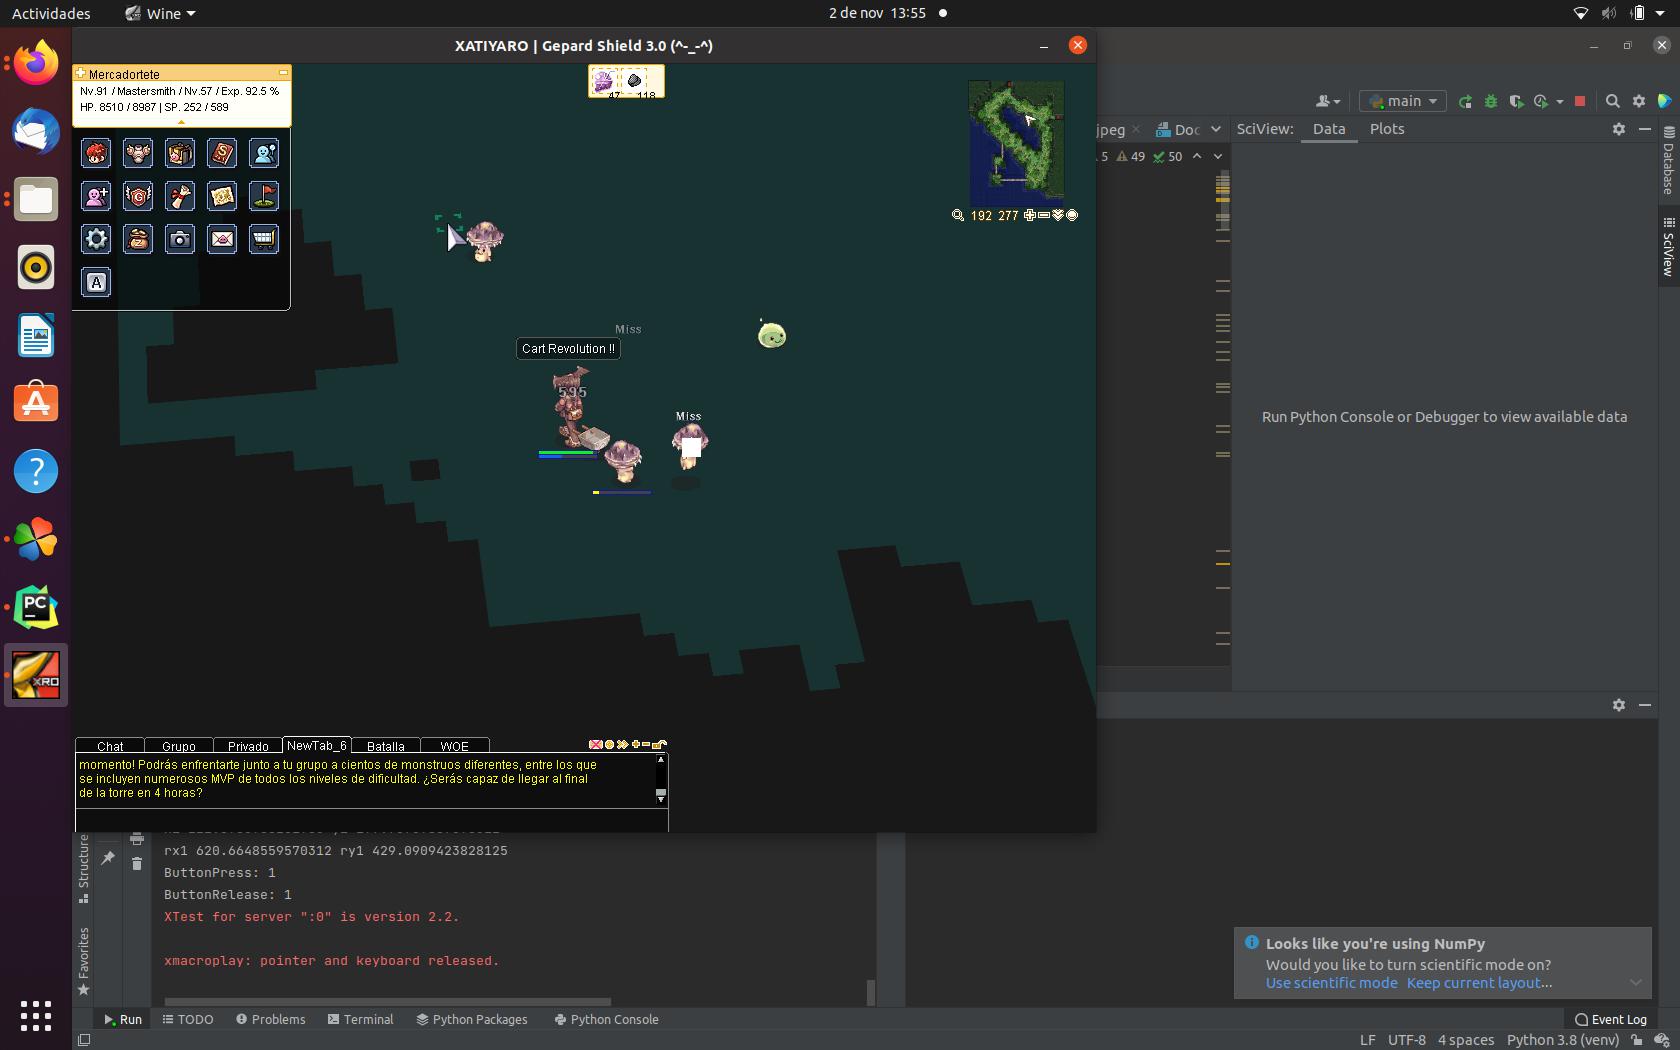 Actividades
Wine
2 de nov 13:55
XATIYARO | Gepard Shield 3.0 (^-_-^)
Mercadortete
Nv.91 / Mastersmith / Nv.57 / Exp. 92.5 %
HP. 8510 / 8987 | SP. 252 / 589
47 118
192 277
main
jpeg
Doc
SciView:
Data
Plots
5 49 50
Database
SciView
Miss
Cart Revolution !!
595
Miss
Run Python Console or Debugger to view available data
XRO
PC
A
G
Chat
Grupo
Privado
NewTab_6
Batalla
WOE
momento! Podrás enfrentarte junto a tu grupo a cientos de monstruos diferentes, entre los que
se incluyen numerosos MVP de todos los niveles de dificultad. ¿Serás capaz de llegar al final
de la torre en 4 horas?
Structure
Favorites
rx1 620.6648559570312 ry1 429.0909423828125
ButtonPress: 1
ButtonRelease: 1
XTest for server ":0" is version 2.2.
xmacroplay: pointer and keyboard released.
Looks like you're using NumPy
Would you like to turn scientific mode on?
Use scientific mode Keep current layout...
Run
TODO
Problems
Terminal
Python Packages
Python Console
Event Log
LF UTF-8 4 spaces Python 3.8 (venv)